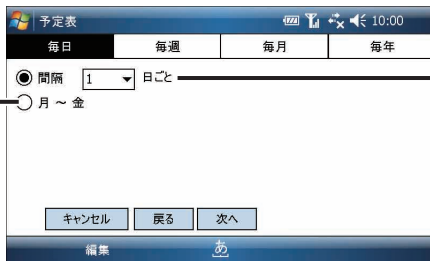 予定表 10:00
毎日 毎週 毎月 毎年
間隔 1 日ごと
月 ～ 金
キャンセル 戻る 次へ
編集 あ